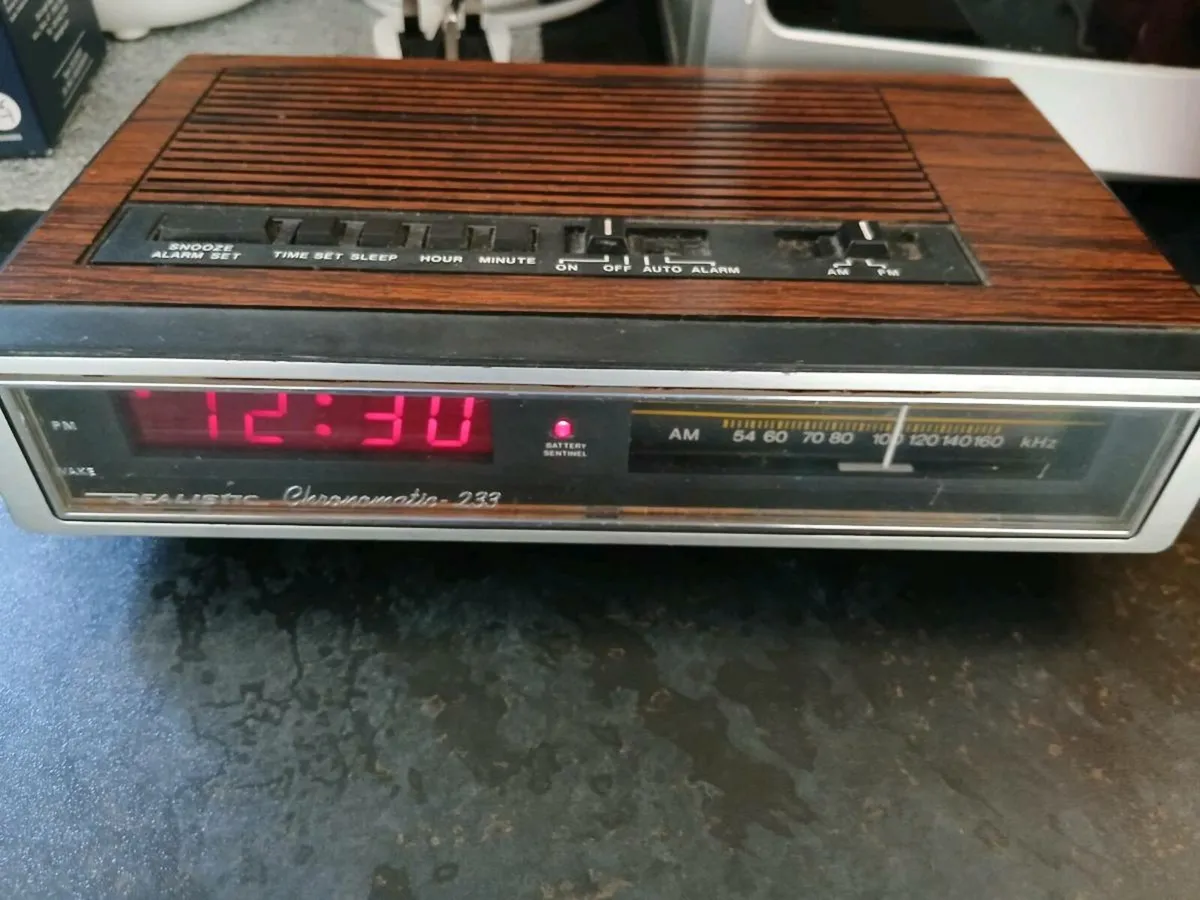 SNOOZE
ALARM SET
TIME SET SLEEP HOUR MINUTE
ON OFF AUTO ALARM
AM PM
PM
12:30
BATTERY
SENTINEL
AM 54 60 70 80 100 120 140 160 kHz
WAKE
REALISTIC Chronomatic-233